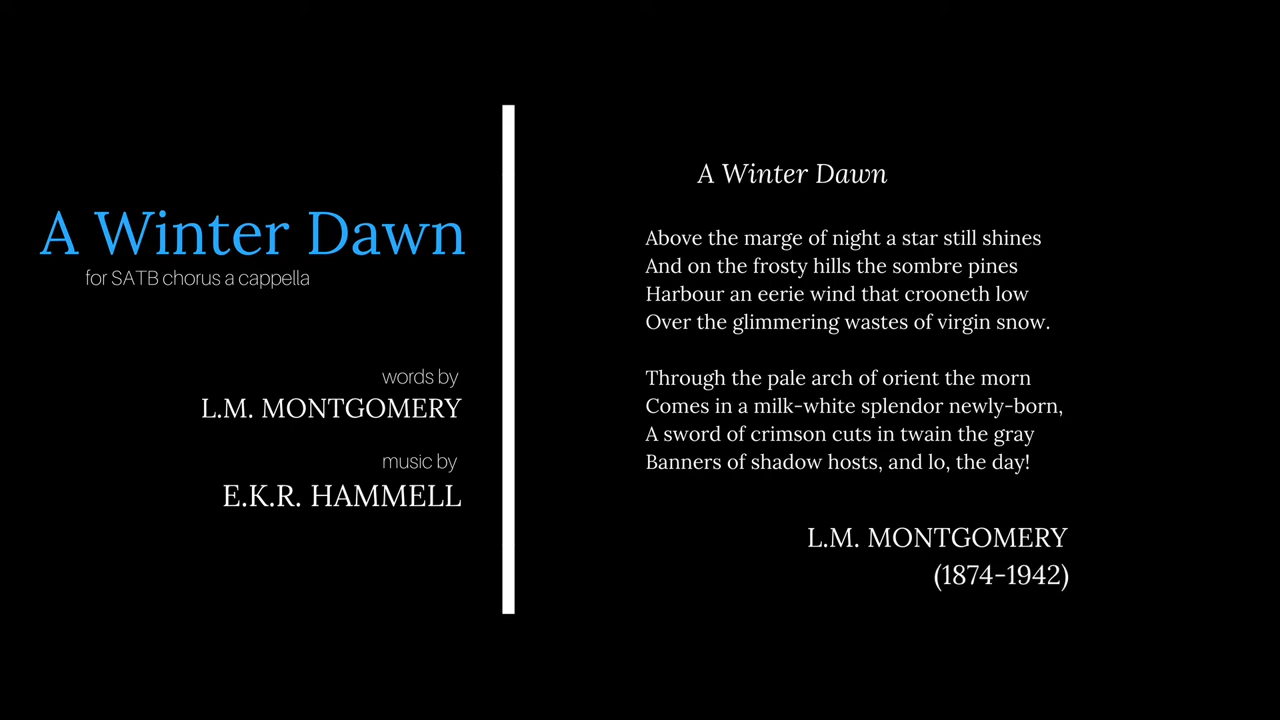 A Winter Dawn
for SATB chorus a cappella
words by
L.M. MONTGOMERY
music by
E.K.R. HAMMELL
A Winter Dawn
Above the marge of night a star still shines
And on the frosty hills the sombre pines
Harbour an eerie wind that crooneth low
Over the glimmering wastes of virgin snow.
Through the pale arch of orient the morn
Comes in a milk-white splendor newly-born,
A sword of crimson cuts in twain the gray
Banners of shadow hosts, and lo, the day!
L.M. MONTGOMERY
(1874-1942)